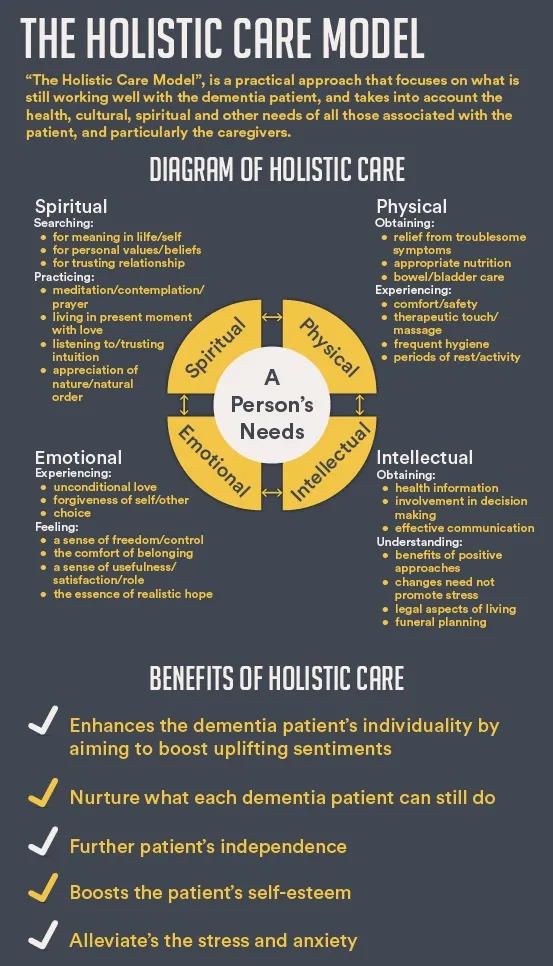 THE HOLISTIC CARE MODEL
“The Holistic Care Model”, is a practical approach that focuses on what is
still working well with the dementia patient, and takes into account the
health, cultural, spiritual and other needs of all those associated with the
patient, and particularly the caregivers.
DIAGRAM OF HOLISTIC CARE
Spiritual
Searching:
• for meaning in lilfe/self
• for personal values/beliefs
• for trusting relationship
Practicing:
• meditation/contemplation/
prayer
• living in present moment
with love
• listening to/trusting
intuition
• appreciation of
nature/natural
order
Physical
Obtaining:
• relief from troublesome
symptoms
• appropriate nutrition
• bowel/bladder care
Experiencing:
• comfort/safety
• therapeutic touch/
massage
• frequent hygiene
• periods of rest/activity
Spiritual
Physical
A
Person’s
Needs
Emotional
Intellectual
Emotional
Experiencing:
• unconditional love
• forgiveness of self/other
• choice
Feeling:
• a sense of freedom/control
• the comfort of belonging
• a sense of usefulness/
satisfaction/role
• the essence of realistic hope
Intellectual
Obtaining:
• health information
• involvement in decision
making
• effective communication
Understanding:
• benefits of positive
approaches
• changes need not
promote stress
• legal aspects of living
• funeral planning
BENEFITS OF HOLISTIC CARE
Enhances the dementia patient’s individuality by
aiming to boost uplifting sentiments
Nurture what each dementia patient can still do
Further patient’s independence
Boosts the patient’s self-esteem
Alleviate’s the stress and anxiety